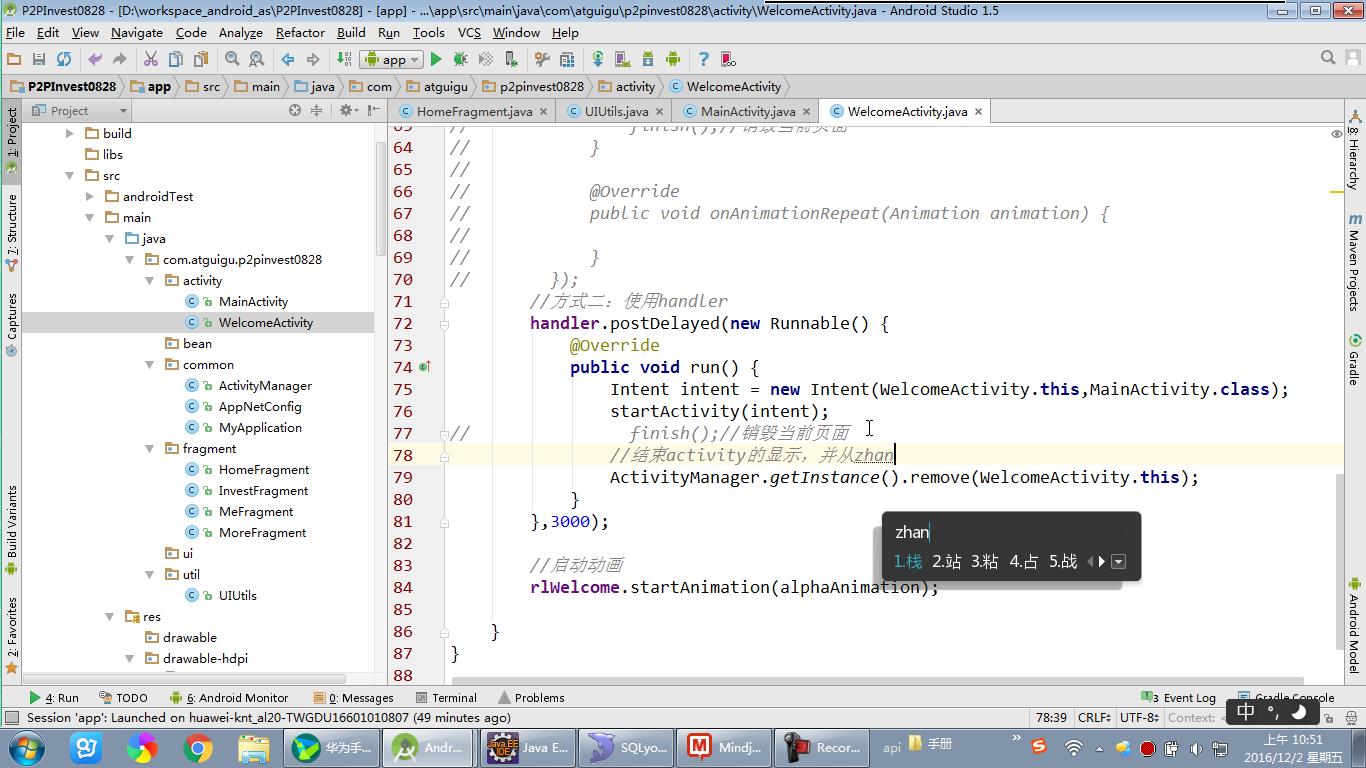 P2PInvest0828 - [D:\workspace_android_as\P2PInvest0828] - [app] - ...\app\src\main\java\com\atguigu\p2pinvest0828\activity\WelcomeActivity.java - Android Studio 1.5
File Edit View Navigate Code Analyze Refactor Build Run Tools VCS Window Help
app
P2PInvest0828 app src main java com atguigu p2pinvest0828 activity WelcomeActivity
Project
HomeFragment.java UIUtils.java MainActivity.java WelcomeActivity.java
1: Project
7: Structure
Captures
Build Variants
2: Favorites
build
libs
src
androidTest
main
java
com.atguigu.p2pinvest0828
activity
MainActivity
WelcomeActivity
bean
common
ActivityManager
AppNetConfig
MyApplication
fragment
HomeFragment
InvestFragment
MeFragment
MoreFragment
ui
util
UIUtils
res
drawable
drawable-hdpi
// finish();//销毁当前页面
64 // }
65 //
66 // @Override
67 // public void onAnimationRepeat(Animation animation) {
68 //
69 // }
70 // });
71 //方式二：使用handler
72 handler.postDelayed(new Runnable() {
73 @Override
74 public void run() {
75 Intent intent = new Intent(WelcomeActivity.this,MainActivity.class);
76 startActivity(intent);
77 // finish();//销毁当前页面
78 //结束activity的显示，并从zhan
79 ActivityManager.getInstance().remove(WelcomeActivity.this);
80 }
81 },3000);
82
83 //启动动画
84 rlWelcome.startAnimation(alphaAnimation);
85
86 }
87 }
88
zhan
1.栈 2.站 3.粘 4.占 5.战
8: Hierarchy
m Maven Projects
Gradle
Android Model
4: Run TODO 6: Android Monitor 0: Messages Terminal Problems 3 Event Log Gradle Console
Session 'app': Launched on huawei-knt_al20-TWGDU16601010807 (49 minutes ago) 78:39 CRLF UTF-8 Context:
中 °,
华为手... Andr... Java E... SQLyo... Mindj... Recor... api 手册 »
上午 10:51
2016/12/2 星期五